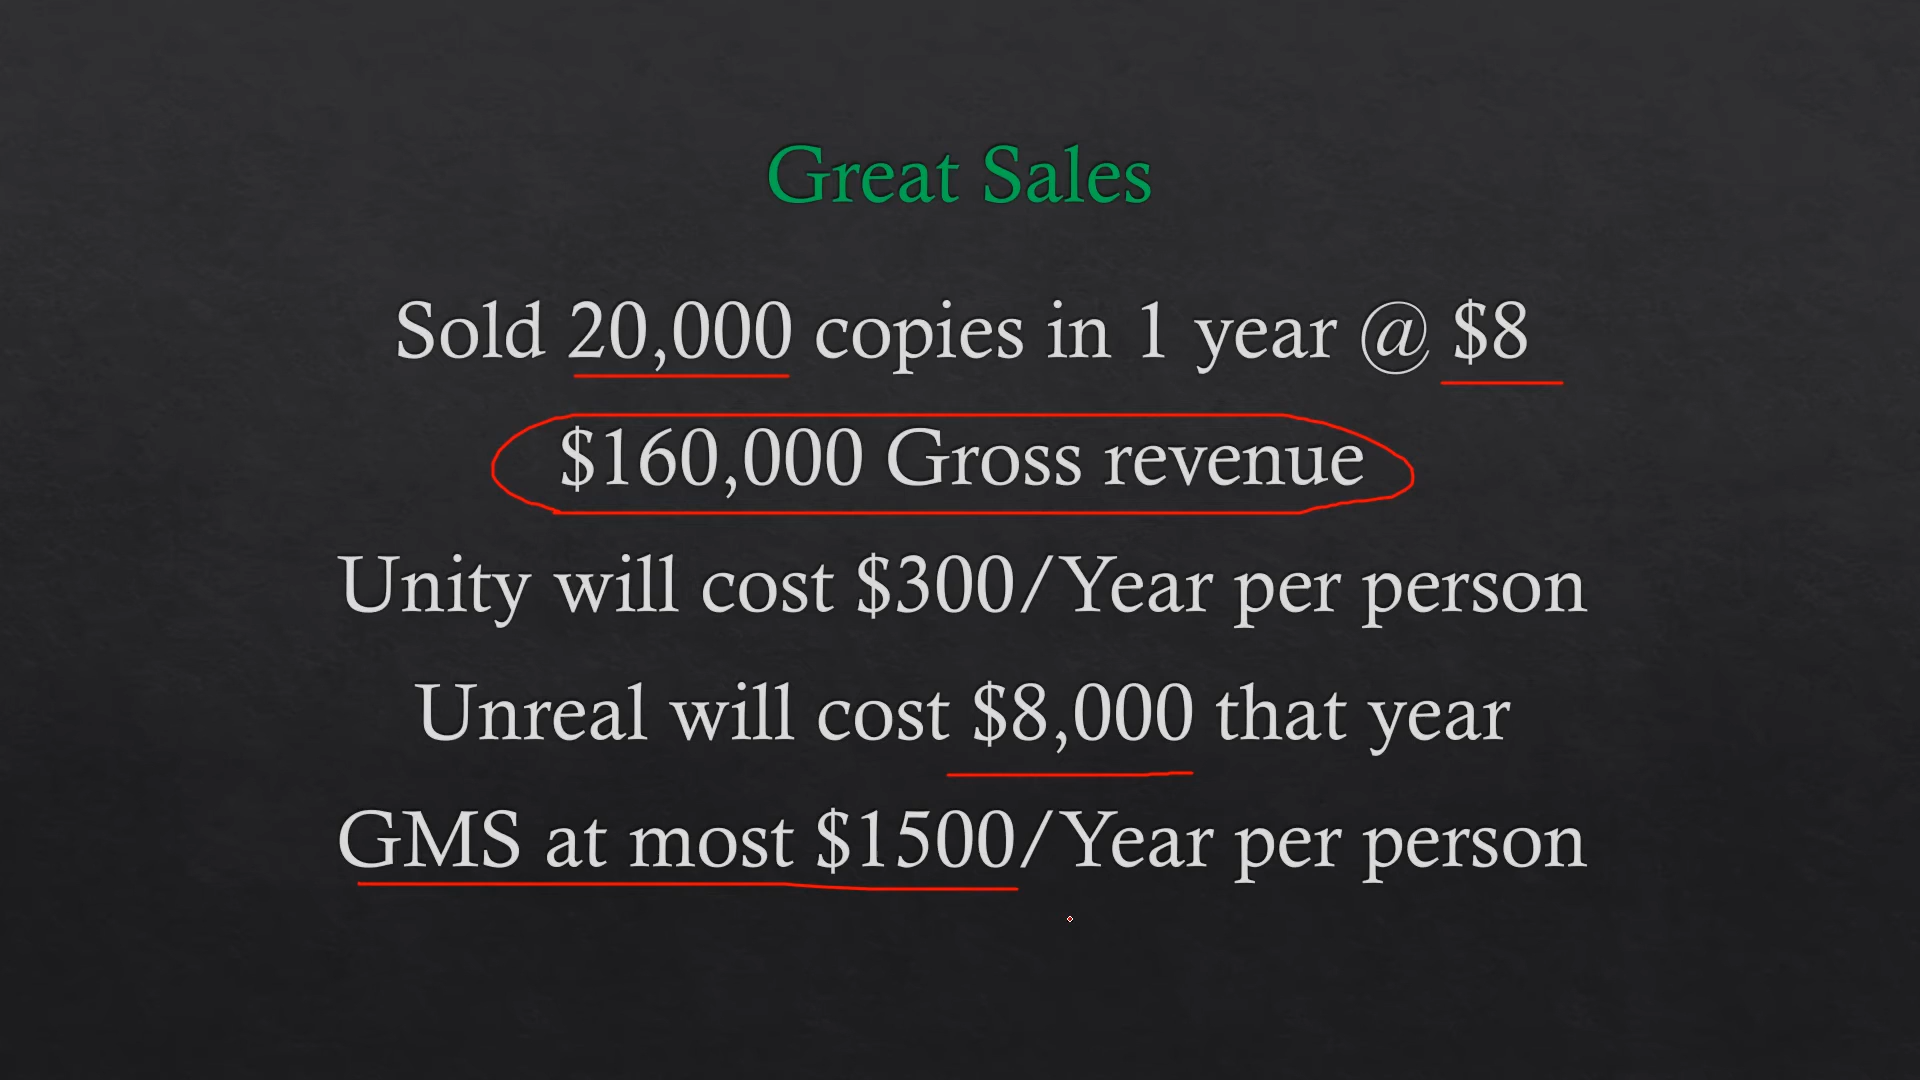 Great Sales
Sold 20,000 copies in 1 year @ $8
$160,000 Gross revenue
Unity will cost $300/Year per person
Unreal will cost $8,000 that year
GMS at most $1500/Year per person